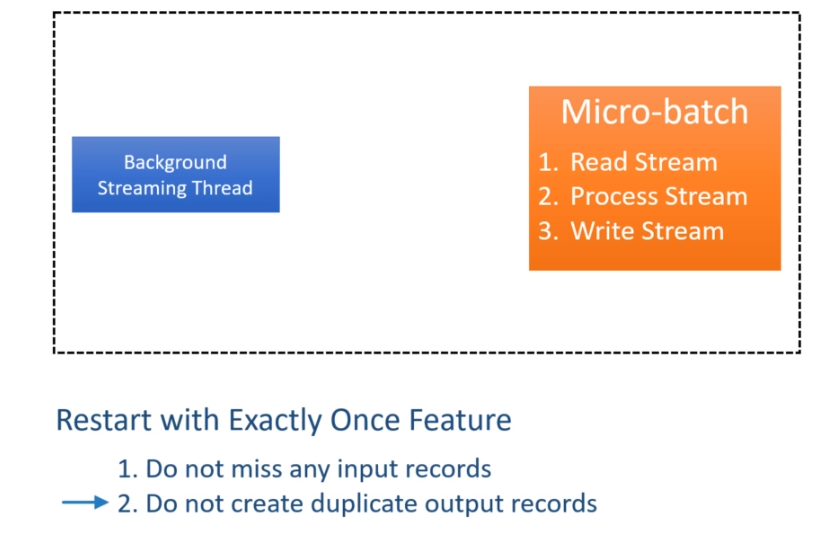 Background
Streaming Thread
Micro-batch
1. Read Stream
2. Process Stream
3. Write Stream
Restart with Exactly Once Feature
1. Do not miss any input records
2. Do not create duplicate output records